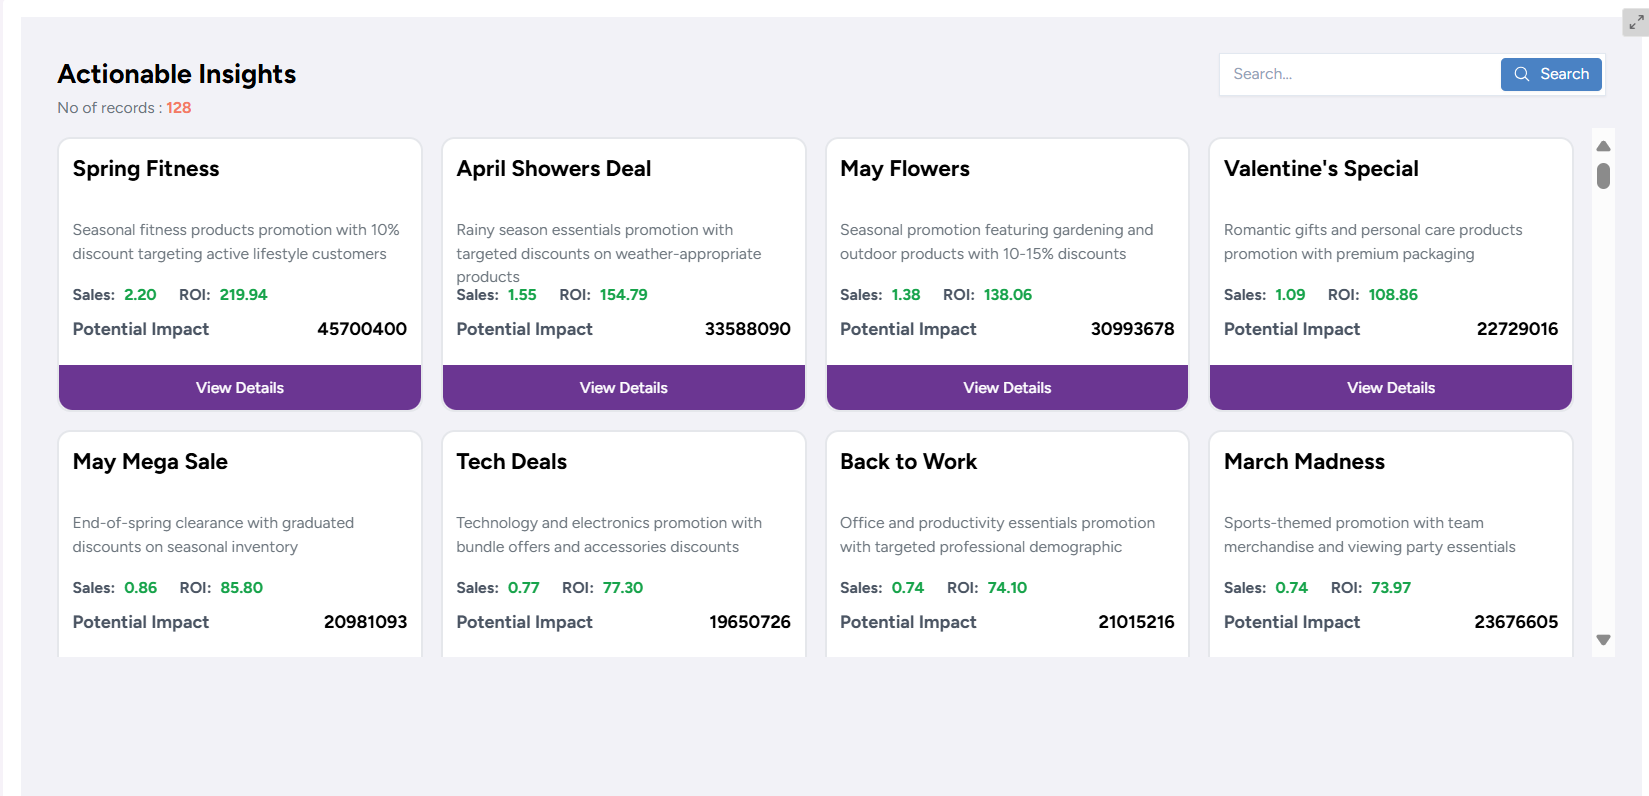 Actionable Insights
No of records : 128
Search...
Search
Spring Fitness
Seasonal fitness products promotion with 10%
discount targeting active lifestyle customers
Sales: 2.20 ROI: 219.94
Potential Impact 45700400
View Details
April Showers Deal
Rainy season essentials promotion with
targeted discounts on weather-appropriate
products
Sales: 1.55 ROI: 154.79
Potential Impact 33588090
View Details
May Flowers
Seasonal promotion featuring gardening and
outdoor products with 10-15% discounts
Sales: 1.38 ROI: 138.06
Potential Impact 30993678
View Details
Valentine's Special
Romantic gifts and personal care products
promotion with premium packaging
Sales: 1.09 ROI: 108.86
Potential Impact 22729016
View Details
May Mega Sale
End-of-spring clearance with graduated
discounts on seasonal inventory
Sales: 0.86 ROI: 85.80
Potential Impact 20981093
Tech Deals
Technology and electronics promotion with
bundle offers and accessories discounts
Sales: 0.77 ROI: 77.30
Potential Impact 19650726
Back to Work
Office and productivity essentials promotion
with targeted professional demographic
Sales: 0.74 ROI: 74.10
Potential Impact 21015216
March Madness
Sports-themed promotion with team
merchandise and viewing party essentials
Sales: 0.74 ROI: 73.97
Potential Impact 23676605